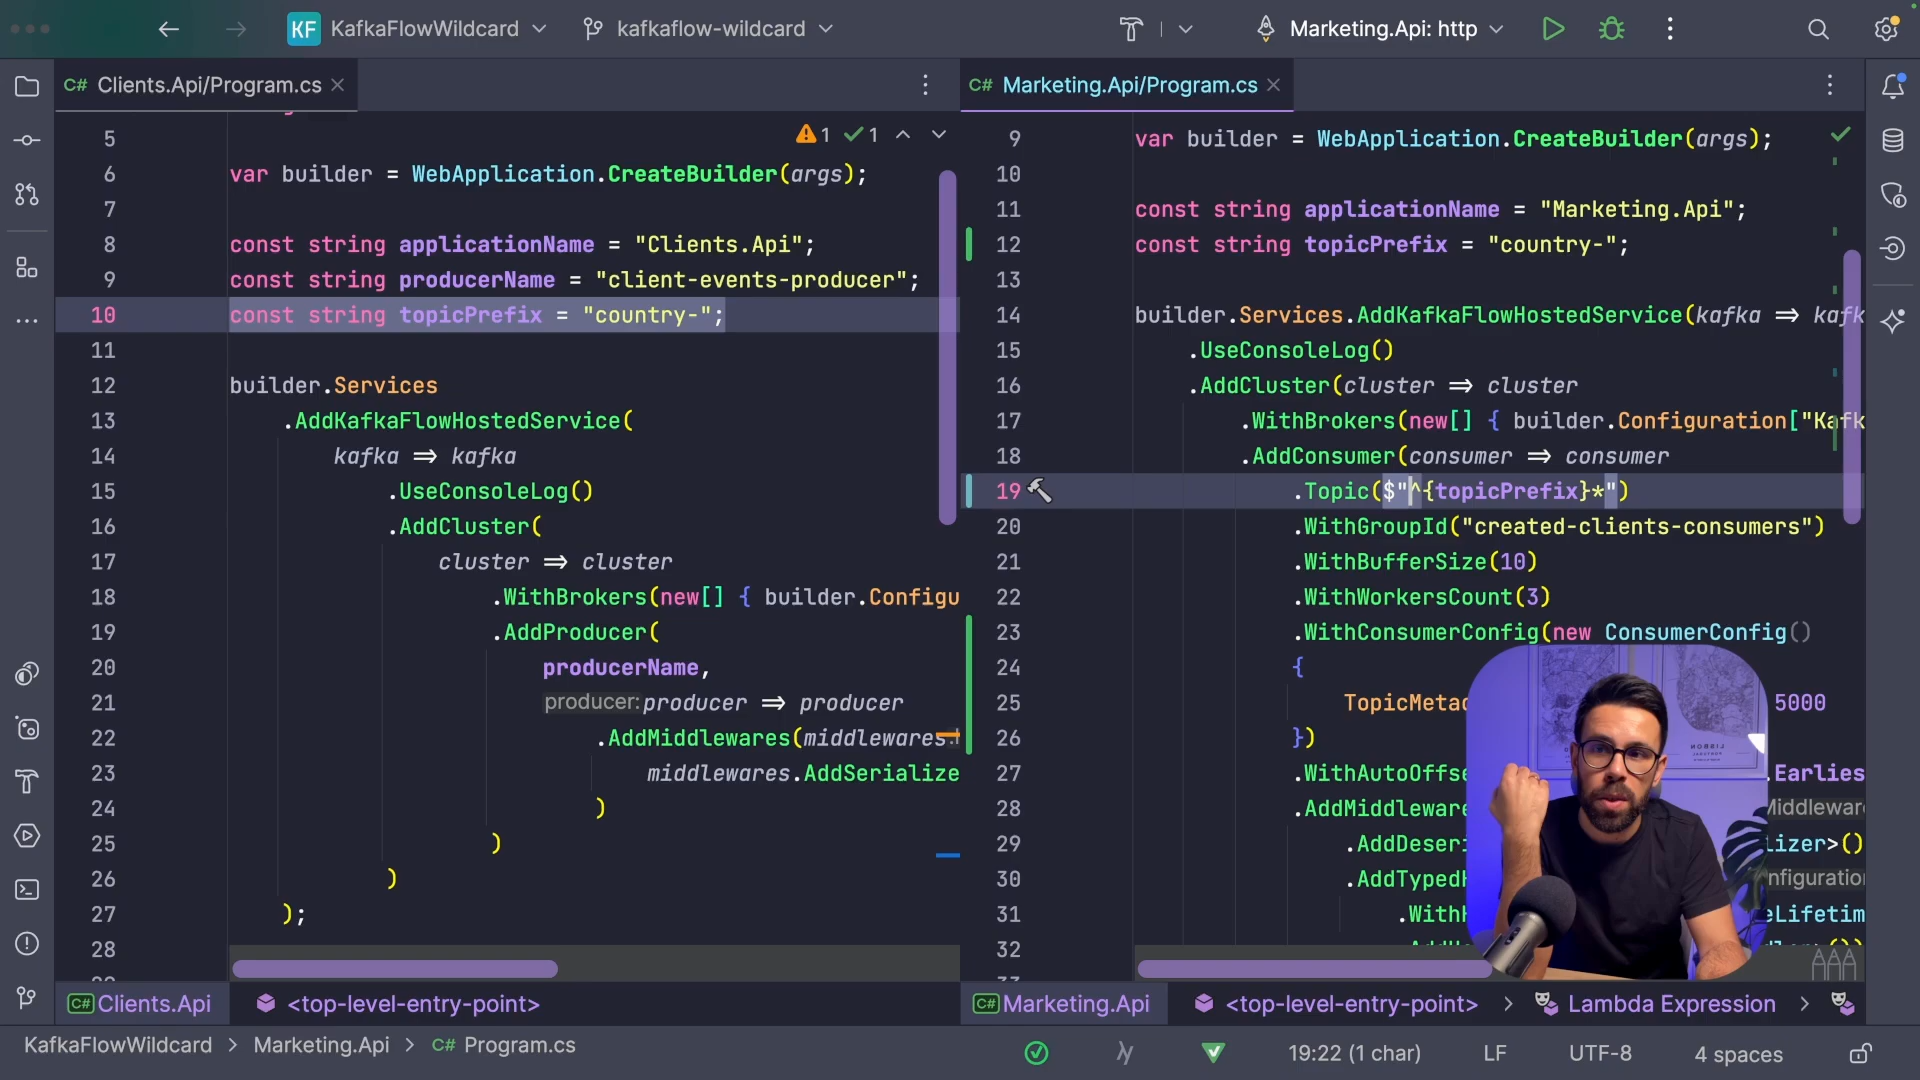 KF KafkaFlowWildcard kafkaflow-wildcard Marketing.Api: http
C# Clients.Api/Program.cs
C# Marketing.Api/Program.cs
1 1
5
6 var builder = WebApplication.CreateBuilder(args);
7
8 const string applicationName = "Clients.Api";
9 const string producerName = "client-events-producer";
10 const string topicPrefix = "country-";
11
12 builder.Services
13 .AddKafkaFlowHostedService(
14 kafka => kafka
15 .UseConsoleLog()
16 .AddCluster(
17 cluster => cluster
18 .WithBrokers(new[] { builder.Configu
19 .AddProducer(
20 producerName,
21 producer: producer => producer
22 .AddMiddlewares(middlewares
23 middlewares.AddSerialize
24 )
25 )
26 )
27 );
28
9 var builder = WebApplication.CreateBuilder(args);
10
11 const string applicationName = "Marketing.Api";
12 const string topicPrefix = "country-";
13
14 builder.Services.AddKafkaFlowHostedService(kafka => kafk
15 .UseConsoleLog()
16 .AddCluster(cluster => cluster
17 .WithBrokers(new[] { builder.Configuration["Kafk
18 .AddConsumer(consumer => consumer
19 .Topic($"^{topicPrefix}*")
20 .WithGroupId("created-clients-consumers")
21 .WithBufferSize(10)
22 .WithWorkersCount(3)
23 .WithConsumerConfig(new ConsumerConfig()
24 {
25 TopicMetad 5000
26 })
27 .WithAutoOffse .Earlies
28 .AddMiddleware Middleware
29 .AddDeseri lizer>()
30 .AddTypedH nfiguration
31 .WithH eLifetim
32
C# Clients.Api <top-level-entry-point>
C# Marketing.Api <top-level-entry-point> > Lambda Expression >
KafkaFlowWildcard > Marketing.Api > C# Program.cs
19:22 (1 char) LF UTF-8 4 spaces